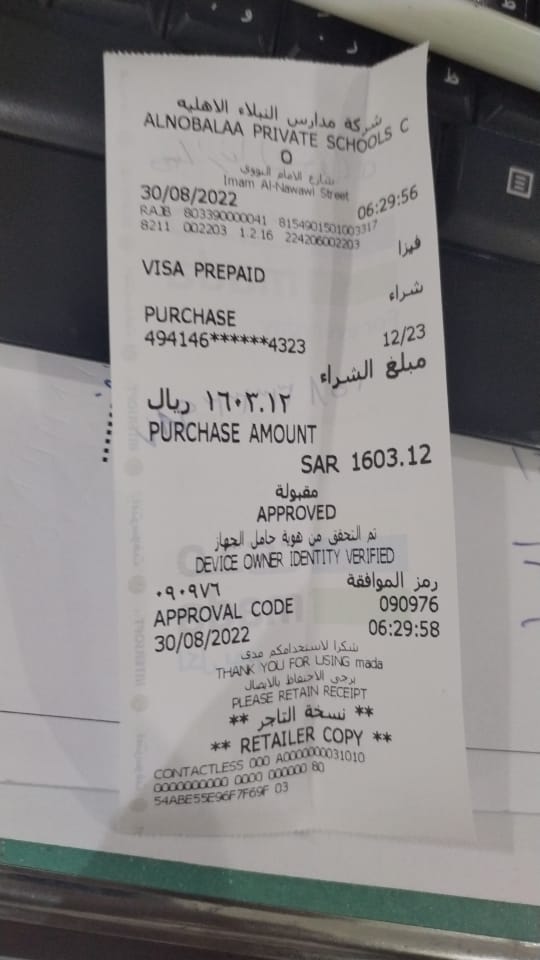 شركة مدارس النبلاء الاهلية
ALNOBALAA PRIVATE SCHOOLS C
O
شارع الامام النووي
Imam Al-Nawawi Street
30/08/2022 06:29:56
RAJB 803390000041 8154901501003317
8211 002203 1.2.16 224206002203
فيزا
VISA PREPAID
شراء
PURCHASE
494146******4323 12/23
مبلغ الشراء
١٦٠٣.١٢ ريال
PURCHASE AMOUNT
SAR 1603.12
مقبولة
APPROVED
تم التحقق من هوية حامل الجهاز
DEVICE OWNER IDENTITY VERIFIED
رمز الموافقة ٠٩٠٩٧٦
APPROVAL CODE 090976
30/08/2022 06:29:58
شكرا لاستخدامكم مدى
THANK YOU FOR USING mada
يرجى الاحتفاظ بالايصال
PLEASE RETAIN RECEIPT
** نسخة التاجر **
** RETAILER COPY **
CONTACTLESS 000 A0000000031010
0000000000 0000 000000 80
54ABE55E96F7F69F 03